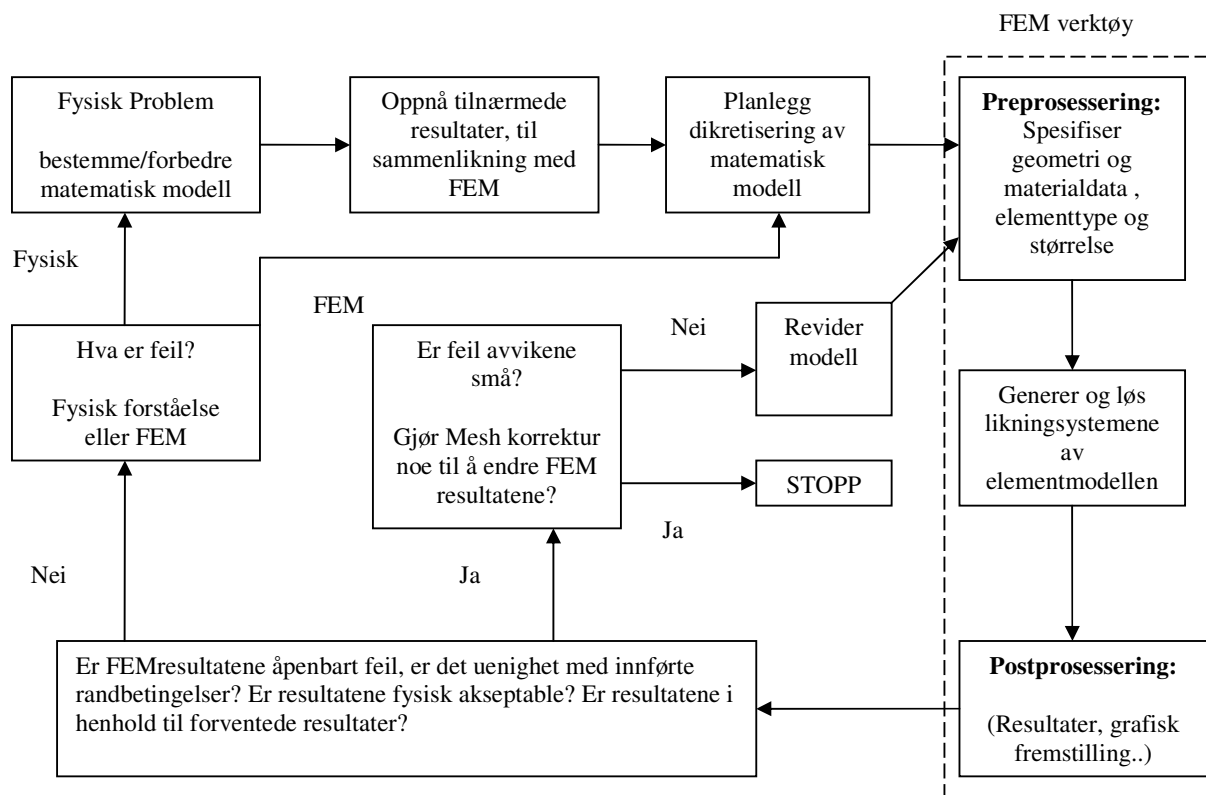 FEM verktøy
Fysisk Problem
bestemme/forbedre
matematisk modell
Oppnå tilnærmede
resultater, til
sammenlikning med
FEM
Planlegg
dikretisering av
matematisk
modell
Preprosessering:
Spesifiser
geometri og
materialdata ,
elementtype og
størrelse
Fysisk
FEM
Hva er feil?
Fysisk forståelse
eller FEM
Er feil avvikene
små?
Gjør Mesh korrektur
noe til å endre FEM
resultatene?
Nei
Revider
modell
STOPP
Ja
Generer og løs
likningsystemene
av
elementmodellen
Nei
Ja
Er FEMresultatene åpenbart feil, er det uenighet med innførte
randbetingelser? Er resultatene fysisk akseptable? Er resultatene i
henhold til forventede resultater?
Postprosessering:
(Resultater, grafisk
fremstilling..)